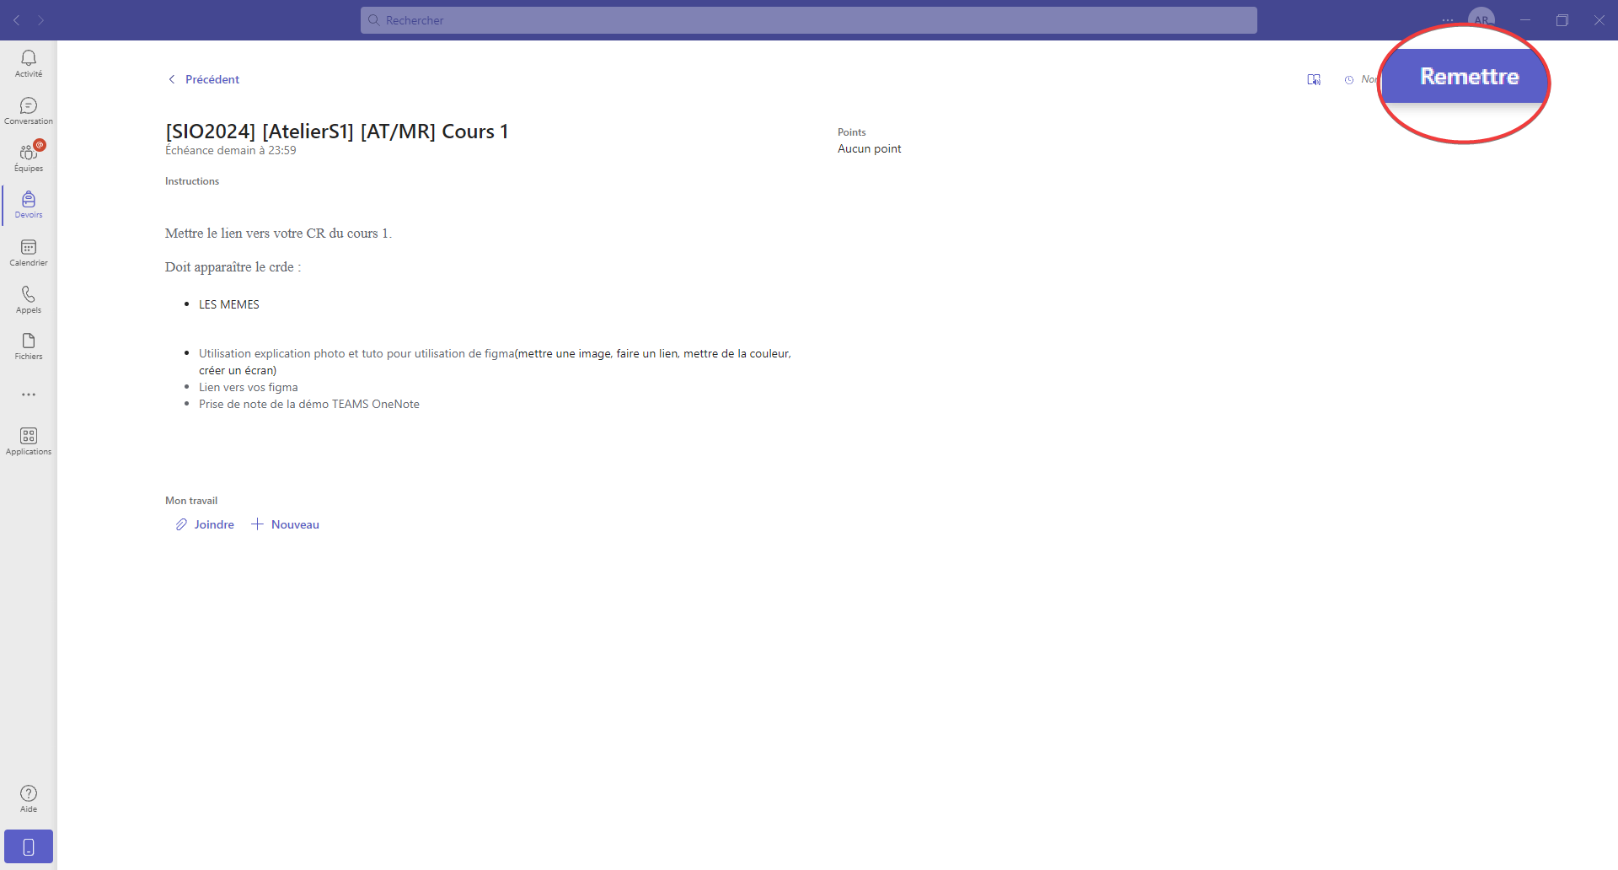 Rechercher
AR
Activité
Conversation
@
Équipes
Devoirs
Calendrier
Appels
Fichiers
Applications
Aide
Précédent
Remettre
[SIO2024] [AtelierS1] [AT/MR] Cours 1
Échéance demain à 23:59
Points
Aucun point
Instructions
Mettre le lien vers votre CR du cours 1.
Doit apparaître le crde :
LES MEMES
Utilisation explication photo et tuto pour utilisation de figma(mettre une image, faire un lien, mettre de la couleur,
créer un écran)
Lien vers vos figma
Prise de note de la démo TEAMS OneNote
Mon travail
Joindre
Nouveau